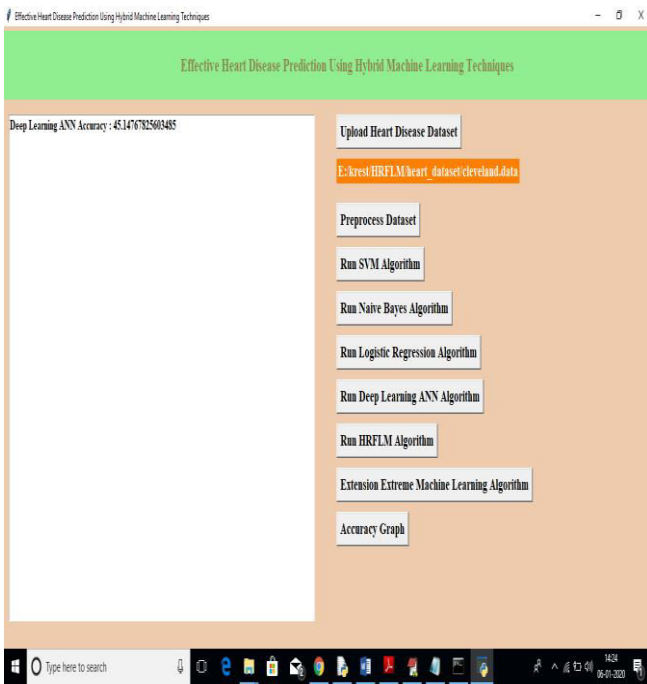 Effective Heart Disease Prediction Using Hybrid Machine Learning Techniques
Effective Heart Disease Prediction Using Hybrid Machine Learning Techniques
Deep Learning ANN Accuracy : 45.14767825603485
Upload Heart Disease Dataset
E:/krest/HRFLM/heart_dataset/cleveland.data
Preprocess Dataset
Run SVM Algorithm
Run Naive Bayes Algorithm
Run Logistic Regression Algorithm
Run Deep Learning ANN Algorithm
Run HRFLM Algorithm
Extension Extreme Machine Learning Algorithm
Accuracy Graph
Type here to search
14:24
06-01-2020